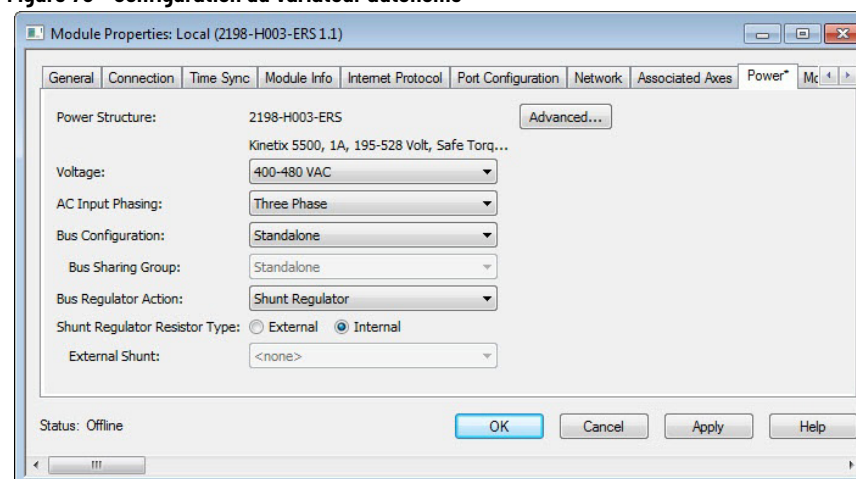 Figure 75 - Configuration du variateur autonome
Module Properties: Local (2198-H003-ERS 1.1)
General Connection Time Sync Module Info Internet Protocol Port Configuration Network Associated Axes Power*
Power Structure: 2198-H003-ERS Advanced...
Kinetix 5500, 1A, 195-528 Volt, Safe Torq...
Voltage: 400-480 VAC
AC Input Phasing: Three Phase
Bus Configuration: Standalone
Bus Sharing Group: Standalone
Bus Regulator Action: Shunt Regulator
Shunt Regulator Resistor Type: External Internal
External Shunt: <none>
Status: Offline OK Cancel Apply Help